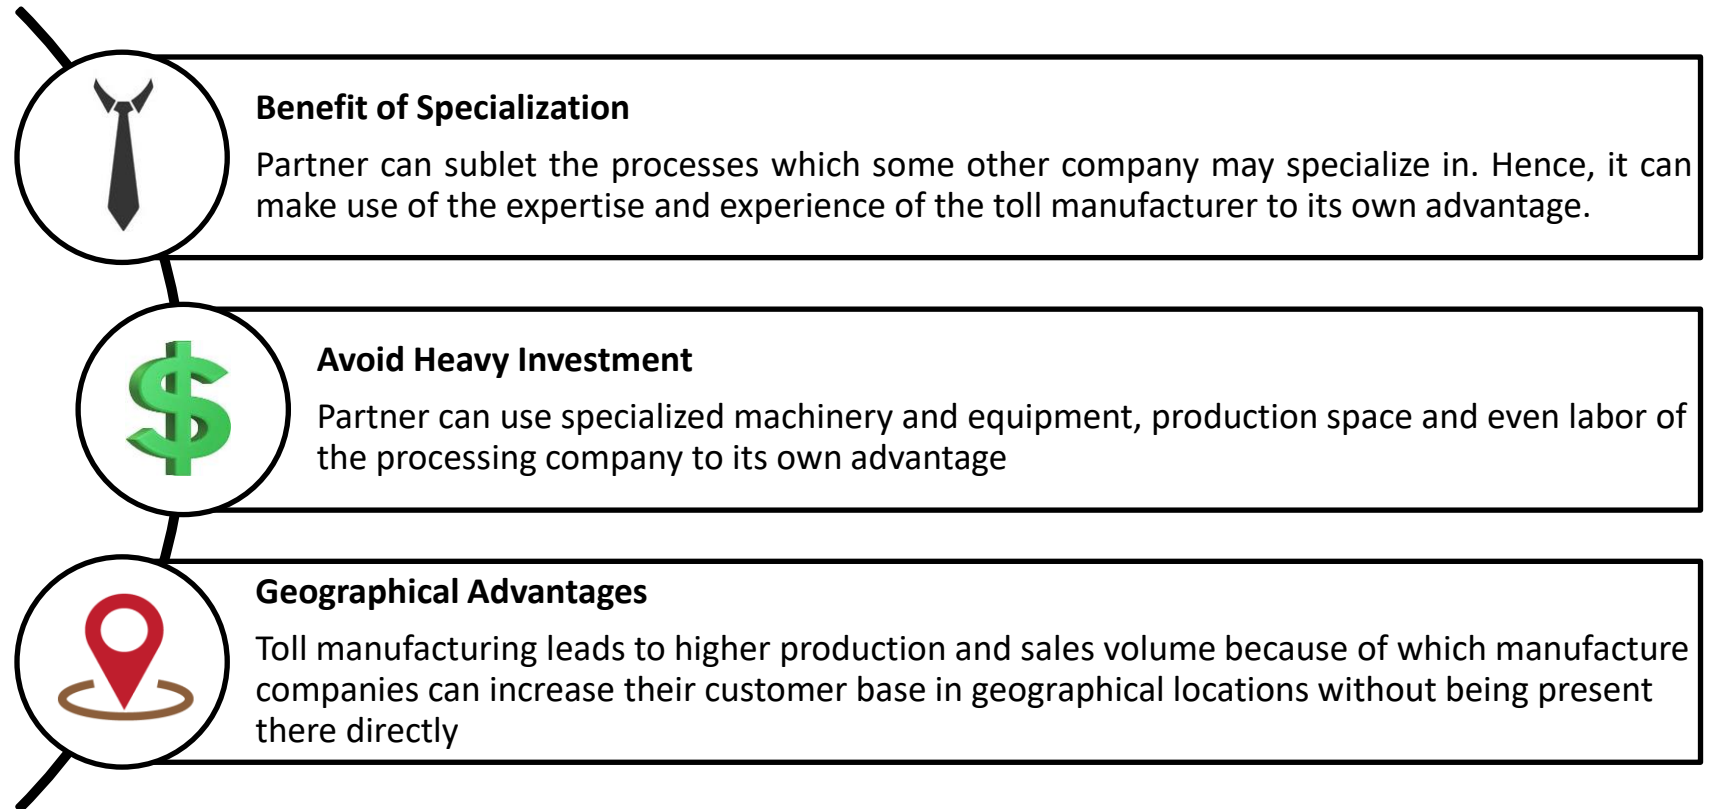 Benefit of Specialization
Partner can sublet the processes which some other company may specialize in. Hence, it can
make use of the expertise and experience of the toll manufacturer to its own advantage.
Avoid Heavy Investment
Partner can use specialized machinery and equipment, production space and even labor of
the processing company to its own advantage
Geographical Advantages
Toll manufacturing leads to higher production and sales volume because of which manufacture
companies can increase their customer base in geographical locations without being present
there directly